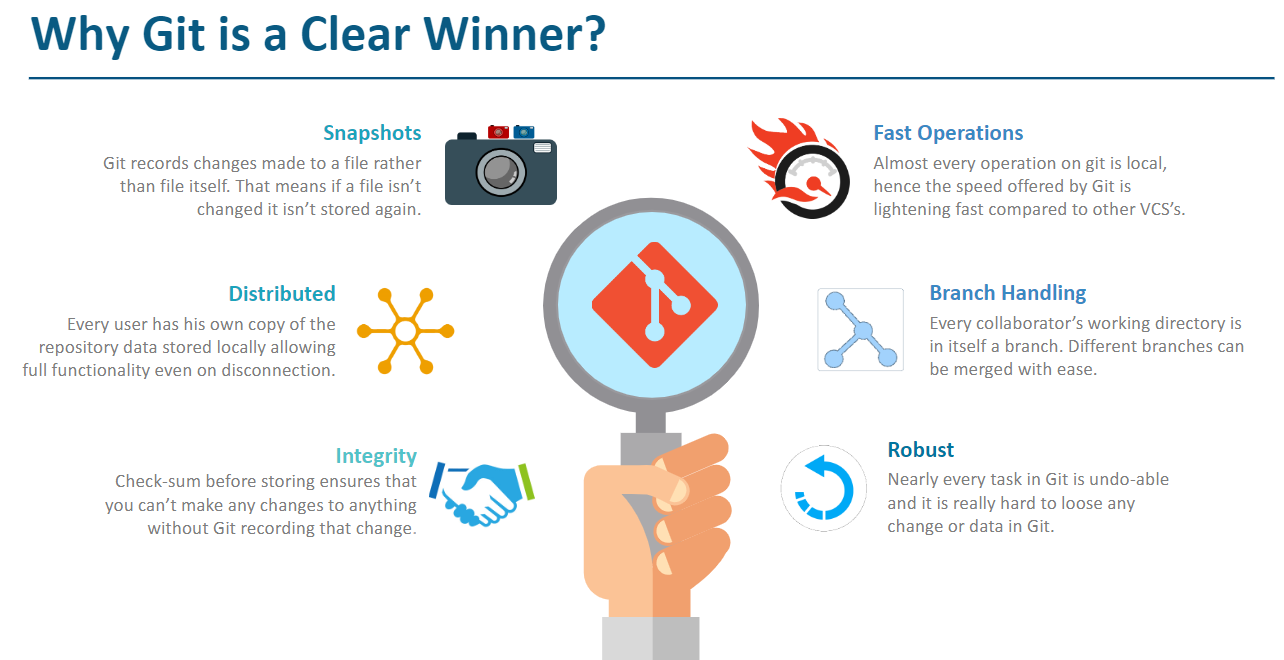 Why Git is a Clear Winner?
Snapshots
Git records changes made to a file rather
than file itself. That means if a file isn't
changed it isn't stored again.
Fast Operations
Almost every operation on git is local,
hence the speed offered by Git is
lightening fast compared to other VCS's.
Distributed
Every user has his own copy of the
repository data stored locally allowing
full functionality even on disconnection.
Branch Handling
Every collaborator's working directory is
in itself a branch. Different branches can
be merged with ease.
Integrity
Check-sum before storing ensures that
you can't make any changes to anything
without Git recording that change.
Robust
Nearly every task in Git is undo-able
and it is really hard to loose any
change or data in Git.